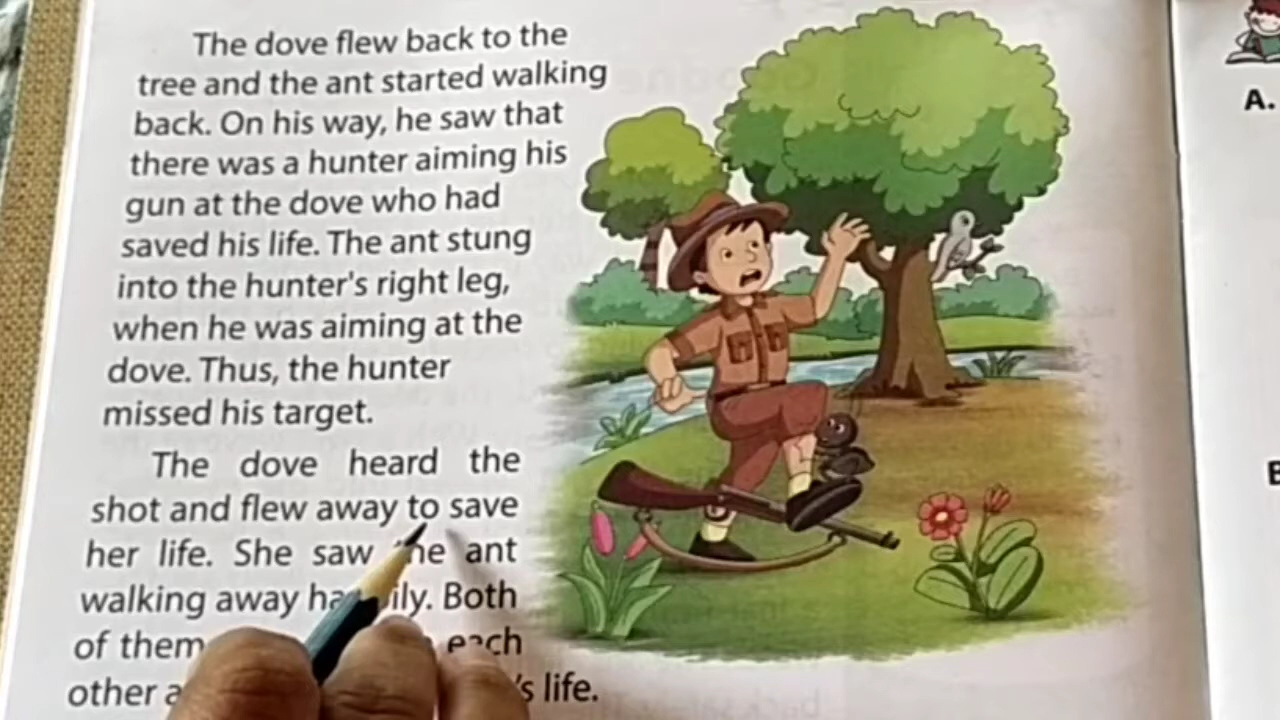 The dove flew back to the
tree and the ant started walking
back. On his way, he saw that
there was a hunter aiming his
gun at the dove who had
saved his life. The ant stung
into the hunter's right leg,
when he was aiming at the
dove. Thus, the hunter
missed his target.
The dove heard the
shot and flew away to save
her life. She saw the ant
walking away happily. Both
of them each
other 's life.
A.